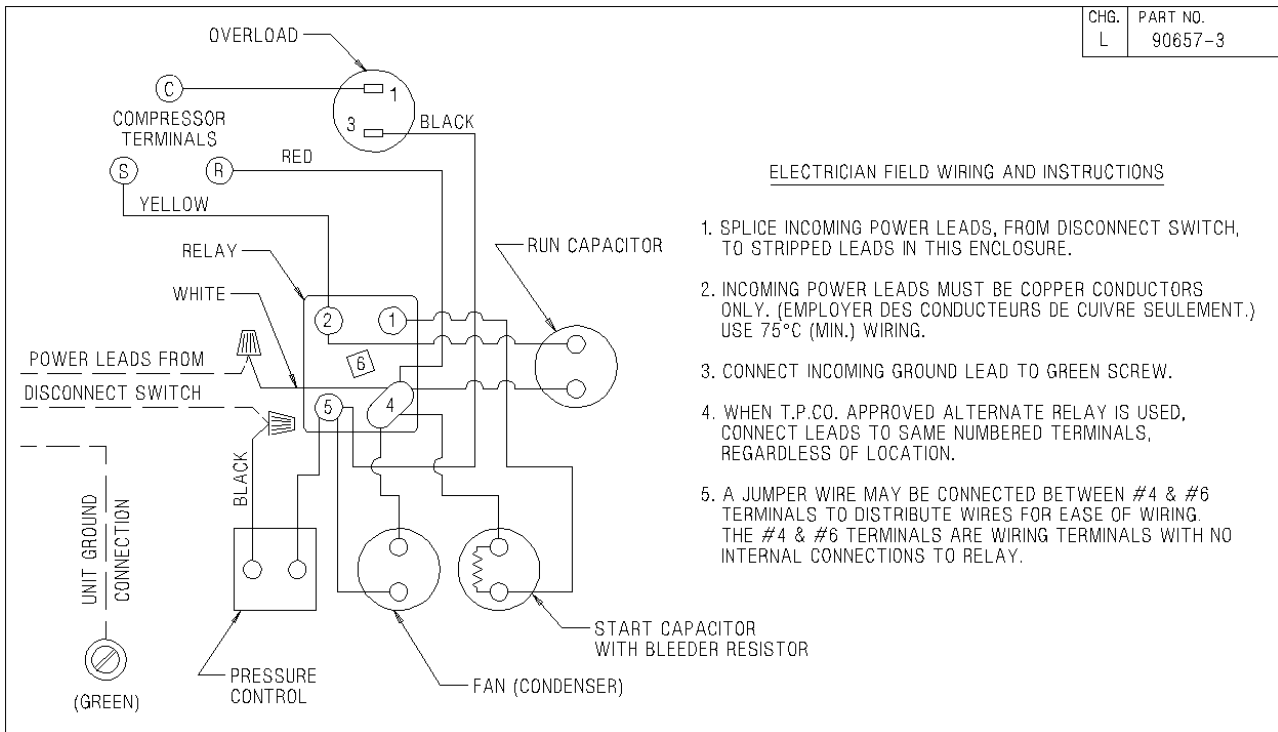 CHG. PART NO.
L 90657-3
OVERLOAD
C
1
COMPRESSOR
TERMINALS
3
BLACK
RED
S
R
YELLOW
RELAY
RUN CAPACITOR
WHITE
2
1
6
POWER LEADS FROM
DISCONNECT SWITCH
5
4
BLACK
UNIT GROUND
CONNECTION
START CAPACITOR
WITH BLEEDER RESISTOR
PRESSURE
CONTROL
FAN (CONDENSER)
(GREEN)
ELECTRICIAN FIELD WIRING AND INSTRUCTIONS
1. SPLICE INCOMING POWER LEADS, FROM DISCONNECT SWITCH,
TO STRIPPED LEADS IN THIS ENCLOSURE.
2. INCOMING POWER LEADS MUST BE COPPER CONDUCTORS
ONLY. (EMPLOYER DES CONDUCTEURS DE CUIVRE SEULEMENT.)
USE 75°C (MIN.) WIRING.
3. CONNECT INCOMING GROUND LEAD TO GREEN SCREW.
4. WHEN T.P.CO. APPROVED ALTERNATE RELAY IS USED,
CONNECT LEADS TO SAME NUMBERED TERMINALS,
REGARDLESS OF LOCATION.
5. A JUMPER WIRE MAY BE CONNECTED BETWEEN #4 & #6
TERMINALS TO DISTRIBUTE WIRES FOR EASE OF WIRING.
THE #4 & #6 TERMINALS ARE WIRING TERMINALS WITH NO
INTERNAL CONNECTIONS TO RELAY.